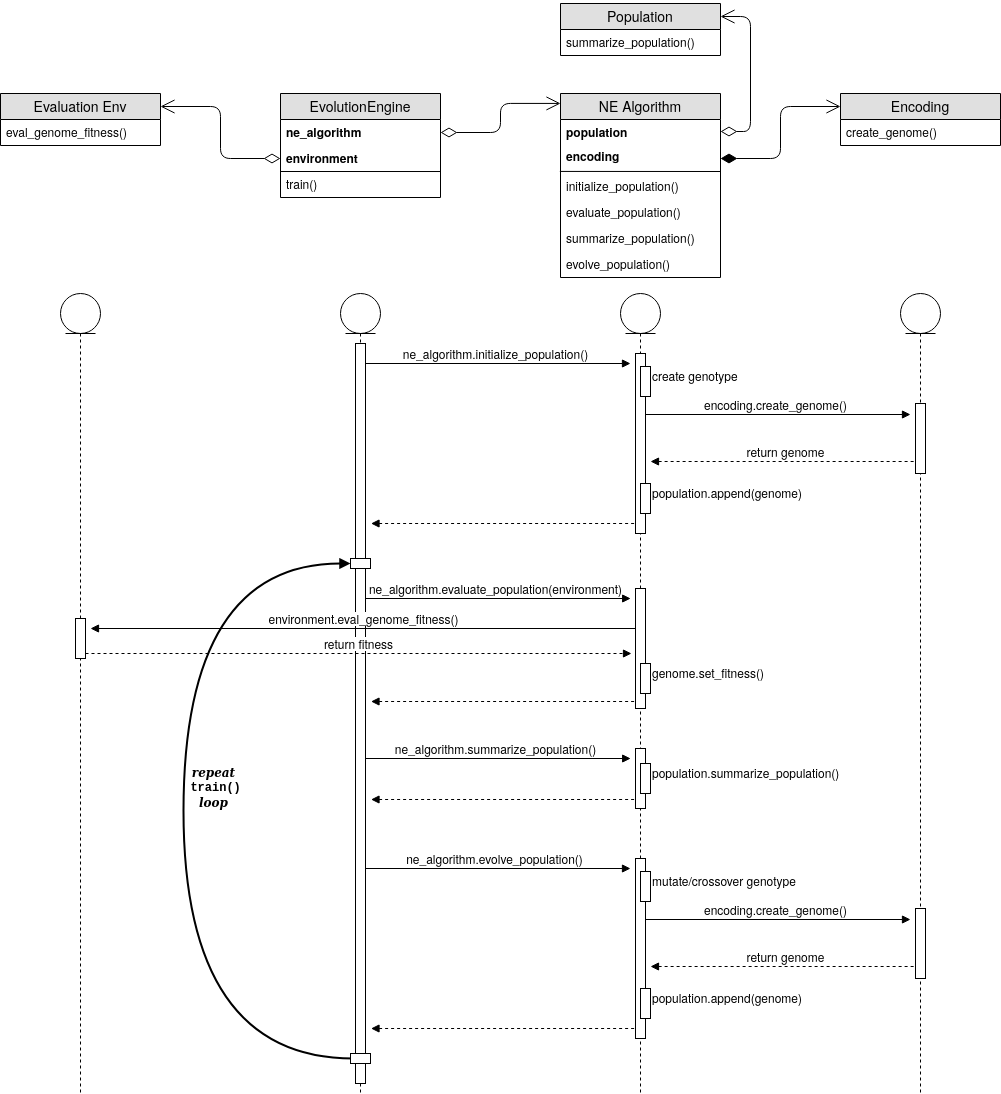 Population
summarize_population()
Evaluation Env
eval_genome_fitness()
EvolutionEngine
ne_algorithm
environment
train()
NE Algorithm
population
encoding
initialize_population()
evaluate_population()
summarize_population()
evolve_population()
Encoding
create_genome()
ne_algorithm.initialize_population()
create genotype
encoding.create_genome()
return genome
population.append(genome)
ne_algorithm.evaluate_population(environment)
environment.eval_genome_fitness()
return fitness
genome.set_fitness()
ne_algorithm.summarize_population()
population.summarize_population()
repeat
train()
loop
ne_algorithm.evolve_population()
mutate/crossover genotype
encoding.create_genome()
return genome
population.append(genome)